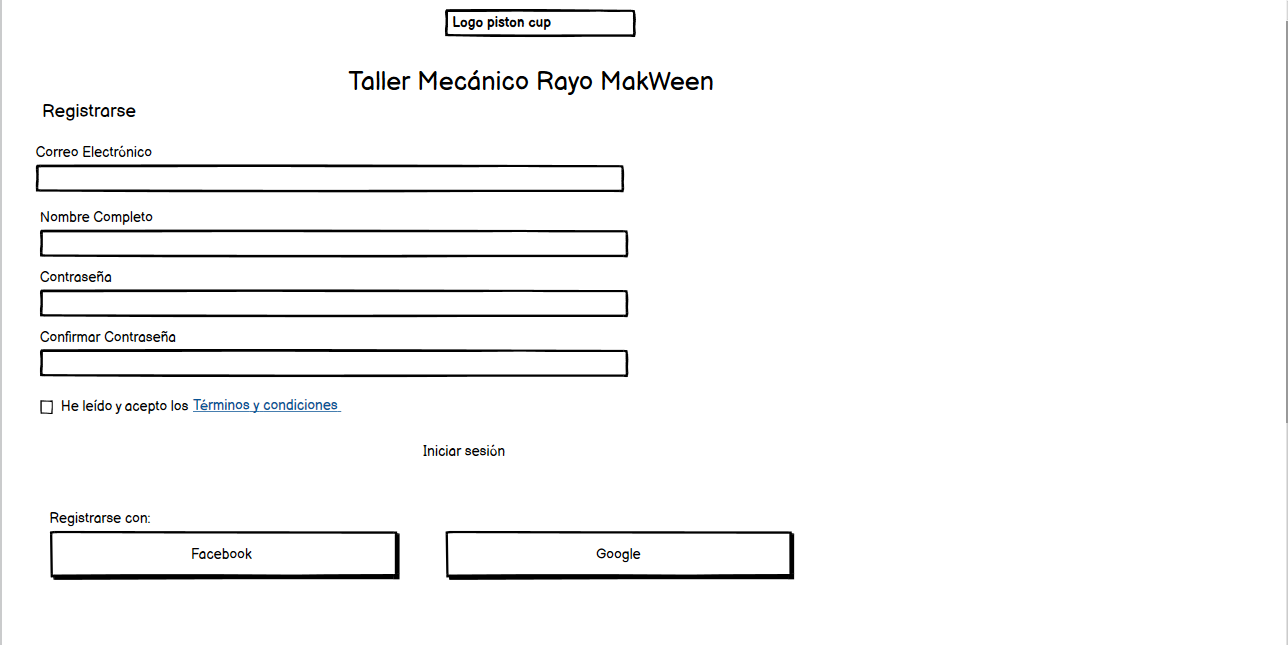 Logo piston cup
Taller Mecánico Rayo MakWeen
Registrarse
Correo Electrónico
Nombre Completo
Contraseña
Confirmar Contraseña
He leído y acepto los Términos y condiciones
Iniciar sesión
Registrarse con:
Facebook
Google